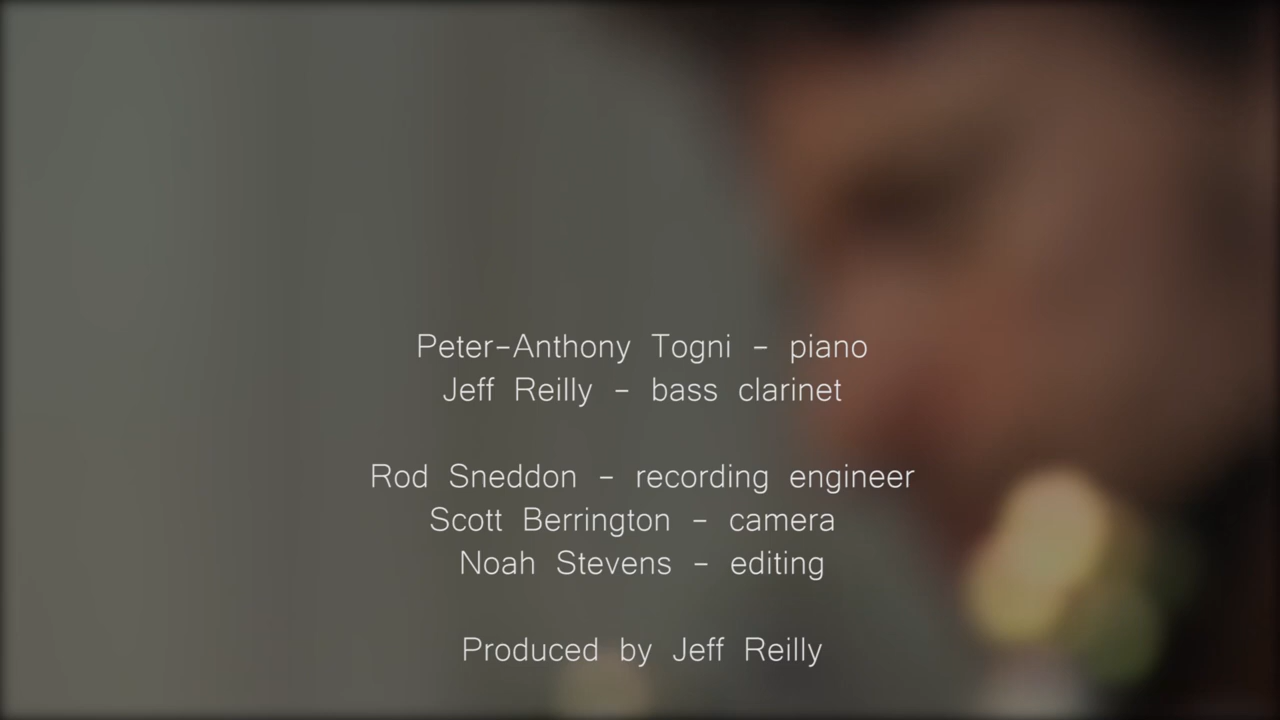 Peter-Anthony Togni - piano
Jeff Reilly - bass clarinet
Rod Sneddon - recording engineer
Scott Berrington - camera
Noah Stevens - editing
Produced by Jeff Reilly